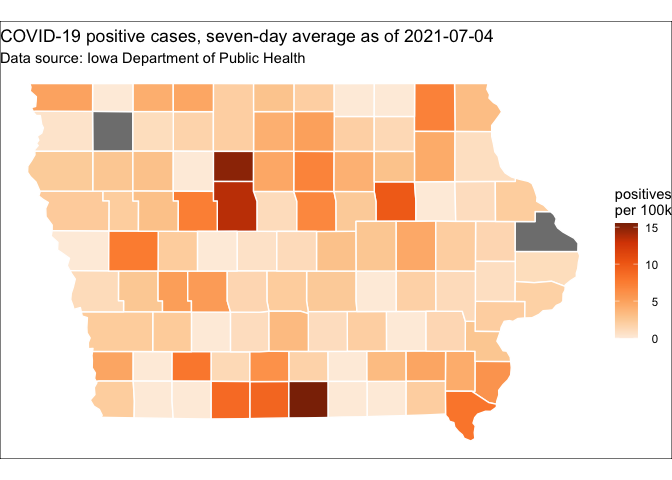 COVID-19 positive cases, seven-day average as of 2021-07-04
Data source: Iowa Department of Public Health
positives
per 100k
15
10
5
0